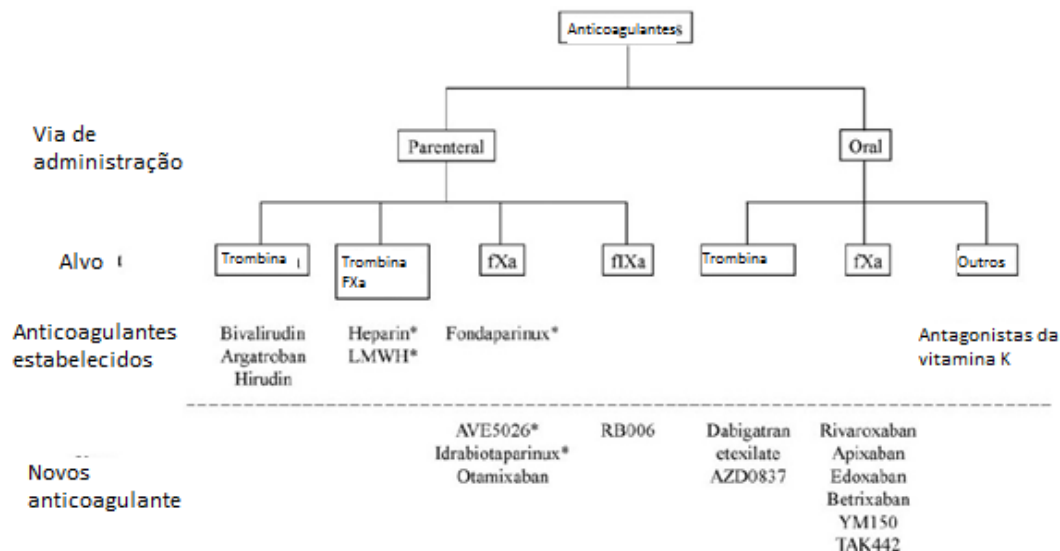 Anticoagulantes
Via de
administração
Parenteral
Oral
Alvo
Trombina
Trombina
FXa
fXa
fIXa
Trombina
fXa
Outros
Anticoagulantes
estabelecidos
Bivalirudin
Argatroban
Hirudin
Heparin*
LMWH*
Fondaparinux*
Antagonistas da
vitamina K
Novos
anticoagulante
AVE5026*
Idrabiotaparinux*
Otamixaban
RB006
Dabigatran
etexilate
AZD0837
Rivaroxaban
Apixaban
Edoxaban
Betrixaban
YM150
TAK442